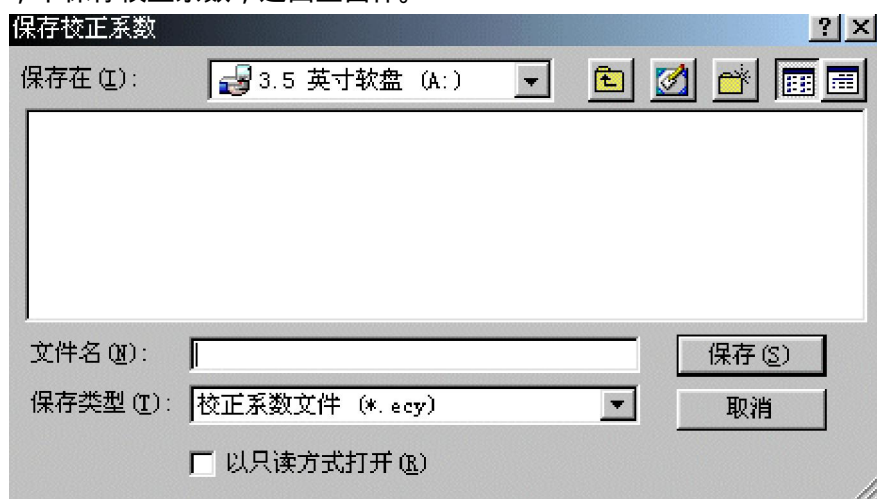 保存校正系数
保存在(I): 3.5 英寸软盘 (A:)
文件名(N): 保存(S)
保存类型(T): 校正系数文件 (*.ecy) 取消
以只读方式打开(R)